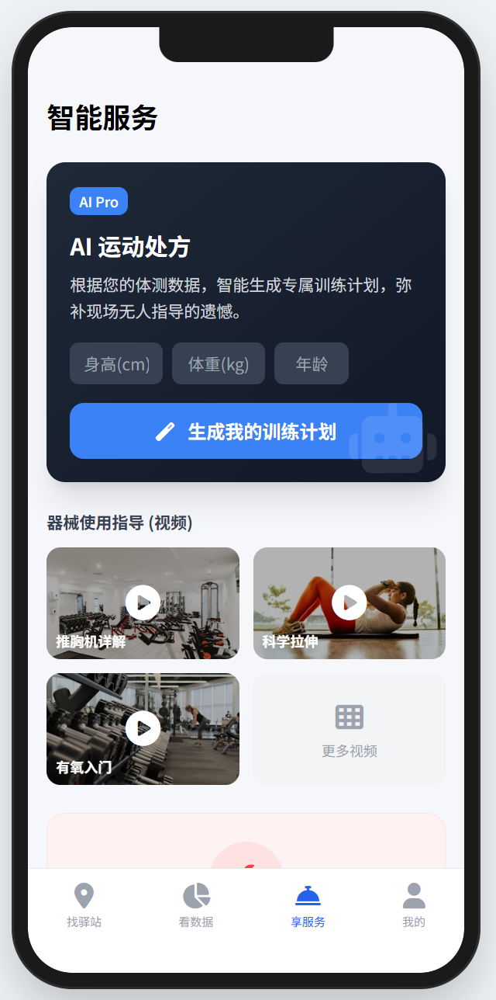 智能服务
AI Pro
AI 运动处方
根据您的体测数据，智能生成专属训练计划，弥
补现场无人指导的遗憾。
身高(cm)
体重(kg)
年龄
生成我的训练计划
器械使用指导 (视频)
推胸机详解
科学拉伸
有氧入门
更多视频
找驿站
看数据
享服务
我的